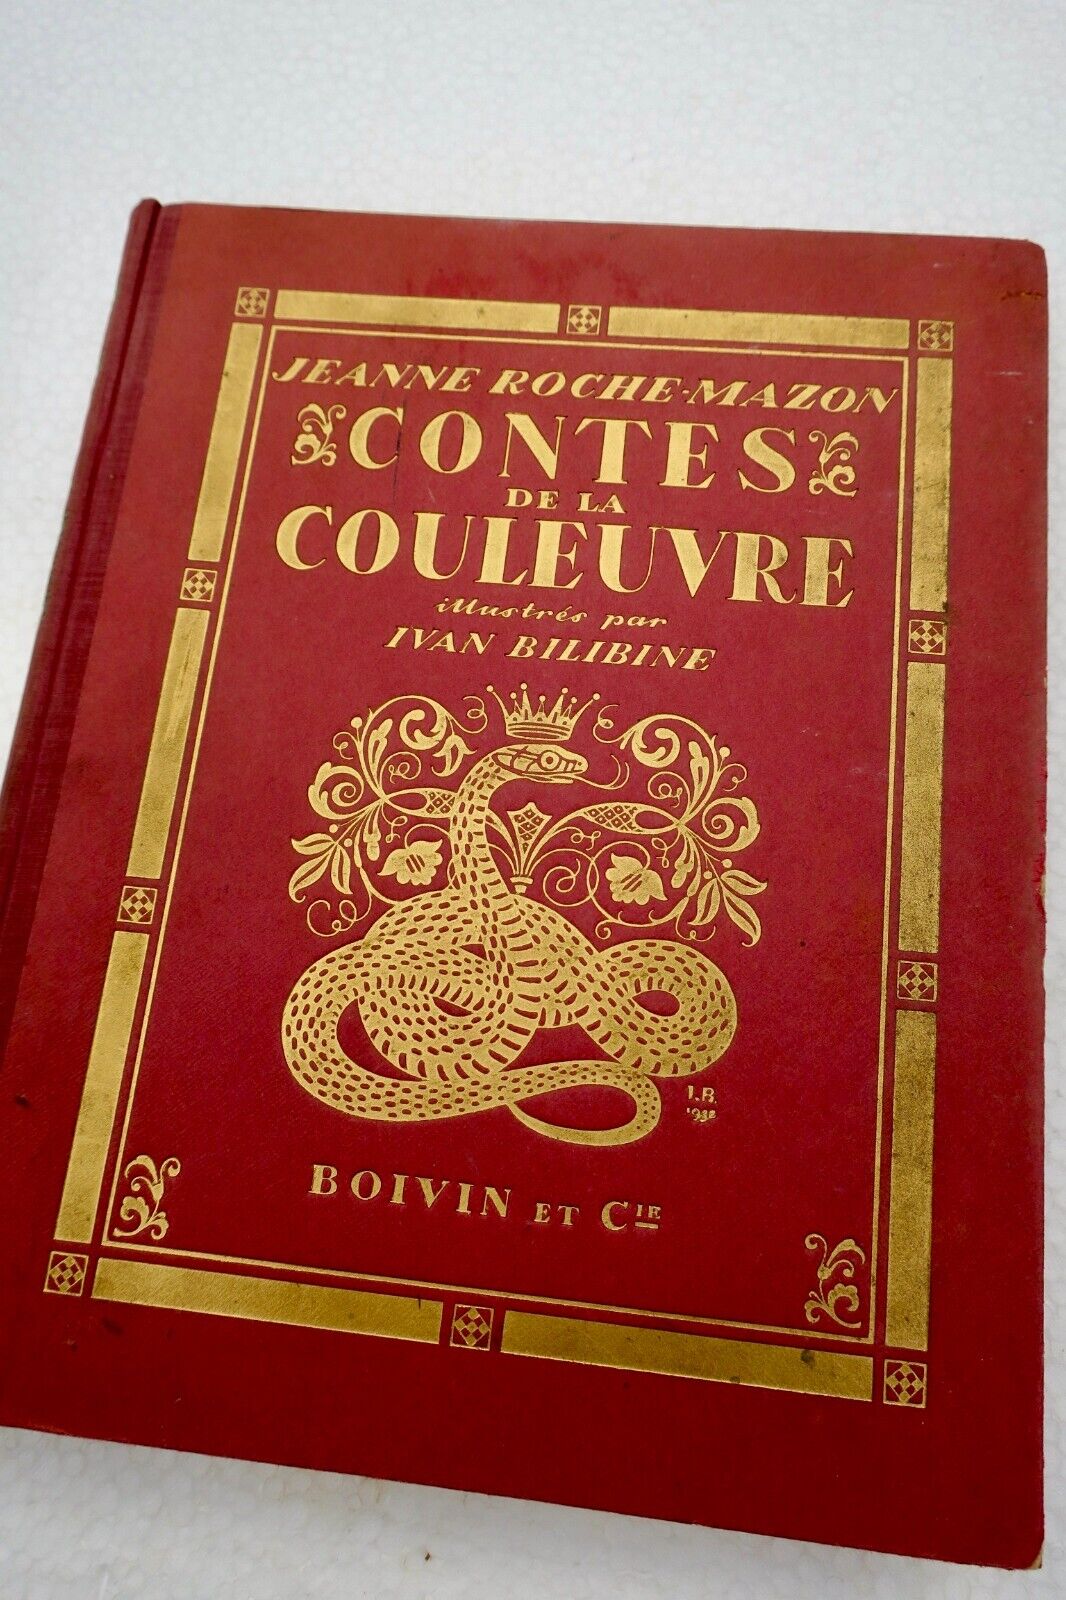 JEANNE ROCHE-MAZON
CONTES
DE LA
COULEUVRE
illustrés par
IVAN BILIBINE
I.B.
BOIVIN ET CIE